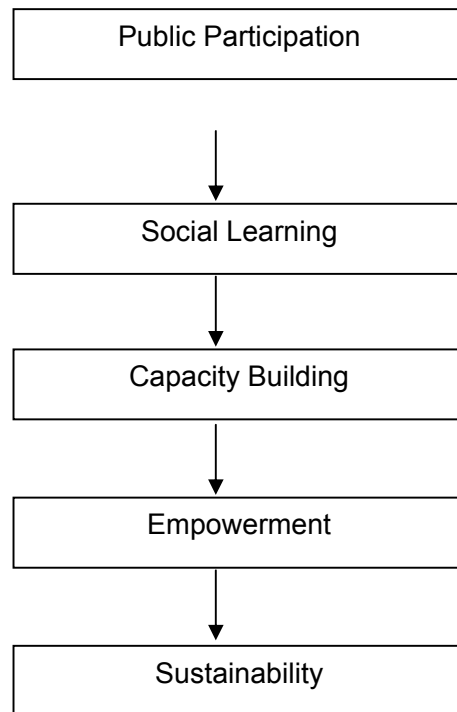 Public Participation
Social Learning
Capacity Building
Empowerment
Sustainability